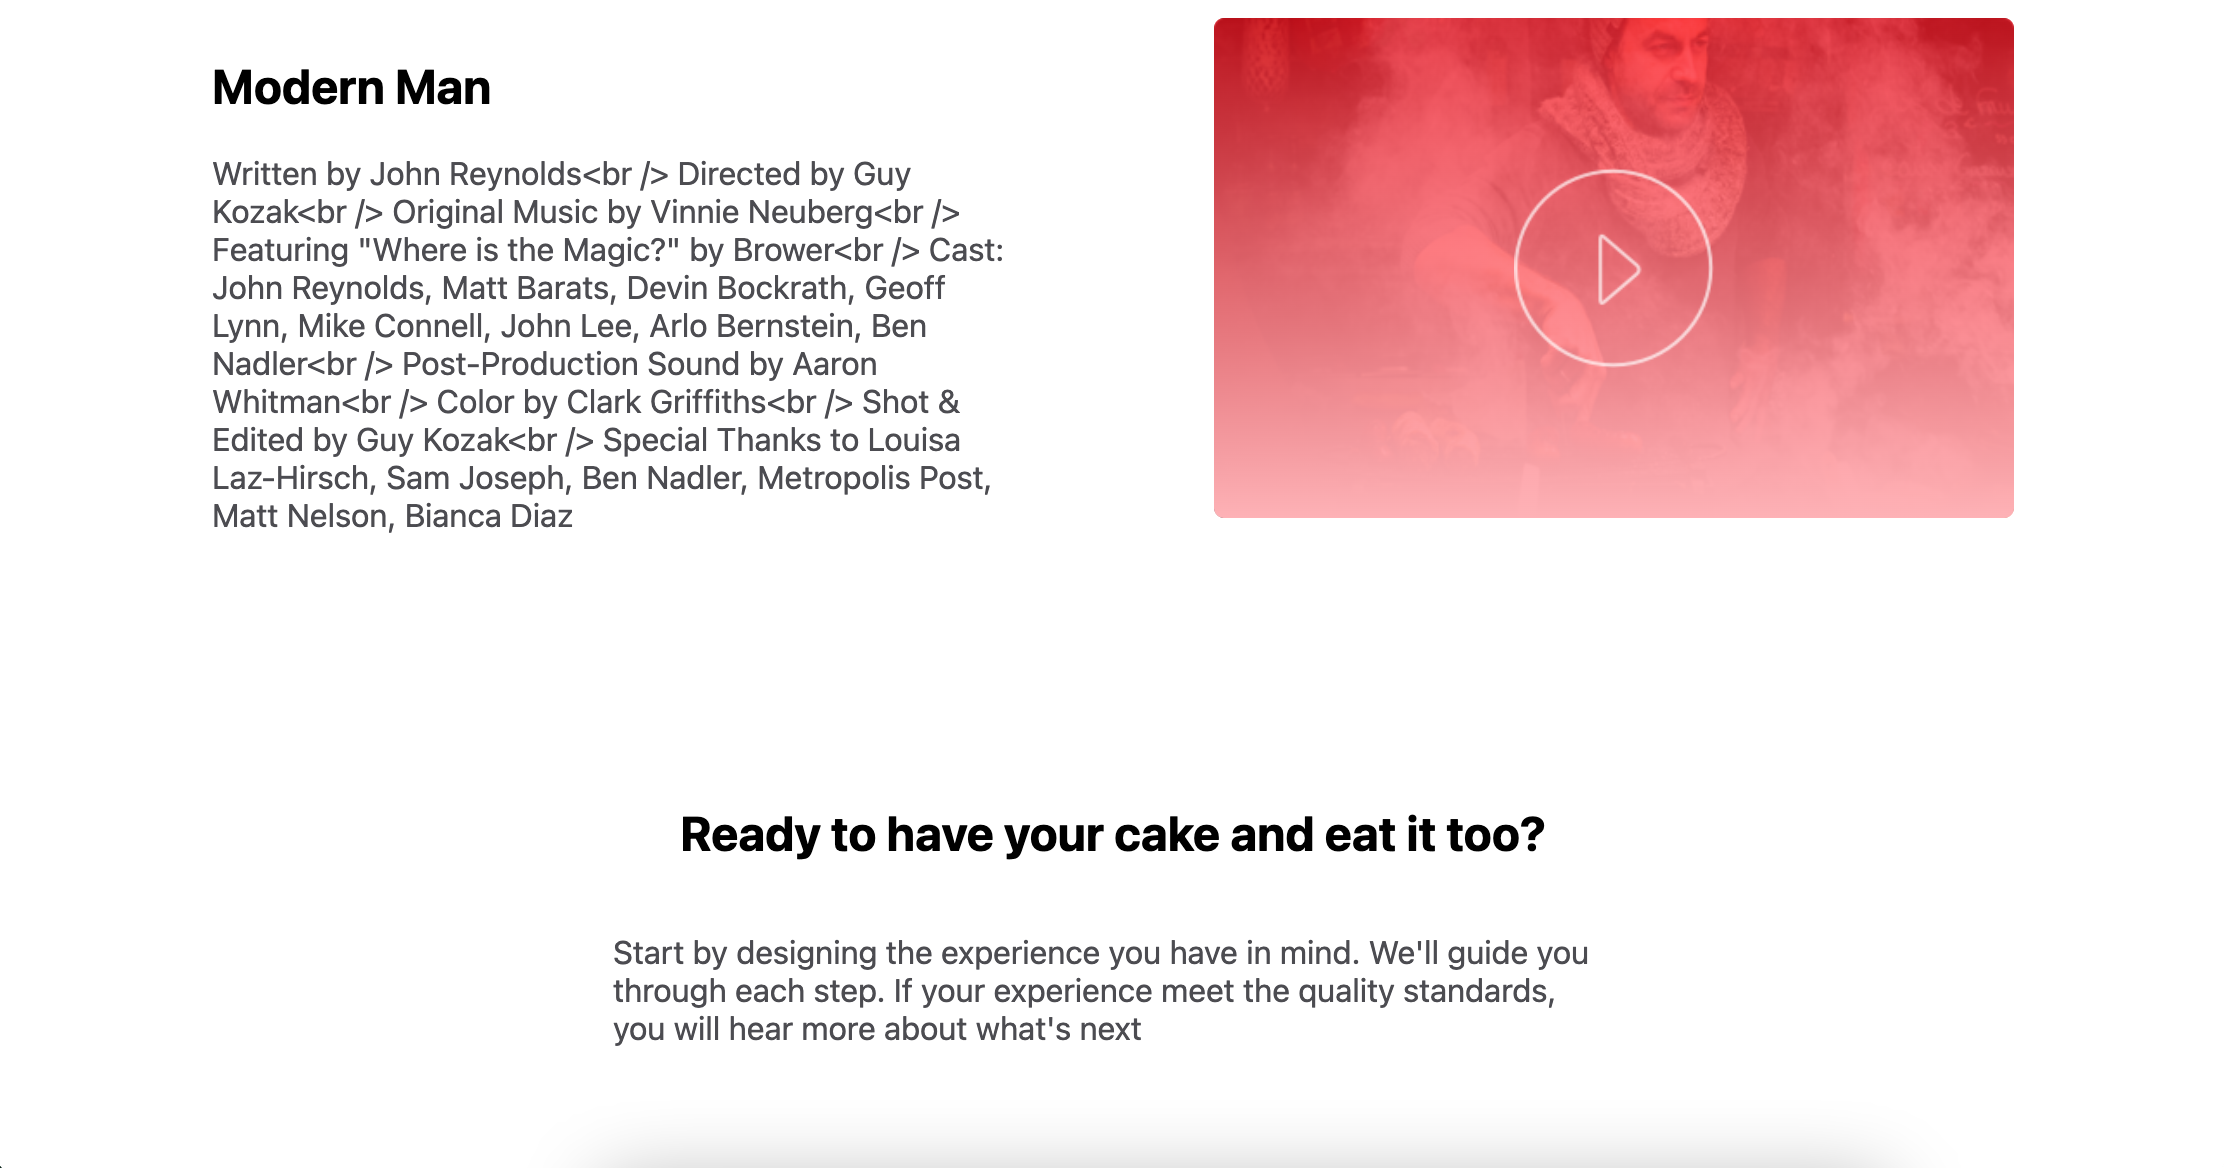 Modern Man
Written by John Reynolds<br /> Directed by Guy
Kozak<br /> Original Music by Vinnie Neuberg<br />
Featuring "Where is the Magic?" by Brower<br /> Cast:
John Reynolds, Matt Barats, Devin Bockrath, Geoff
Lynn, Mike Connell, John Lee, Arlo Bernstein, Ben
Nadler<br /> Post-Production Sound by Aaron
Whitman<br /> Color by Clark Griffiths<br /> Shot &
Edited by Guy Kozak<br /> Special Thanks to Louisa
Laz-Hirsch, Sam Joseph, Ben Nadler, Metropolis Post,
Matt Nelson, Bianca Diaz
Ready to have your cake and eat it too?
Start by designing the experience you have in mind. We'll guide you
through each step. If your experience meet the quality standards,
you will hear more about what's next